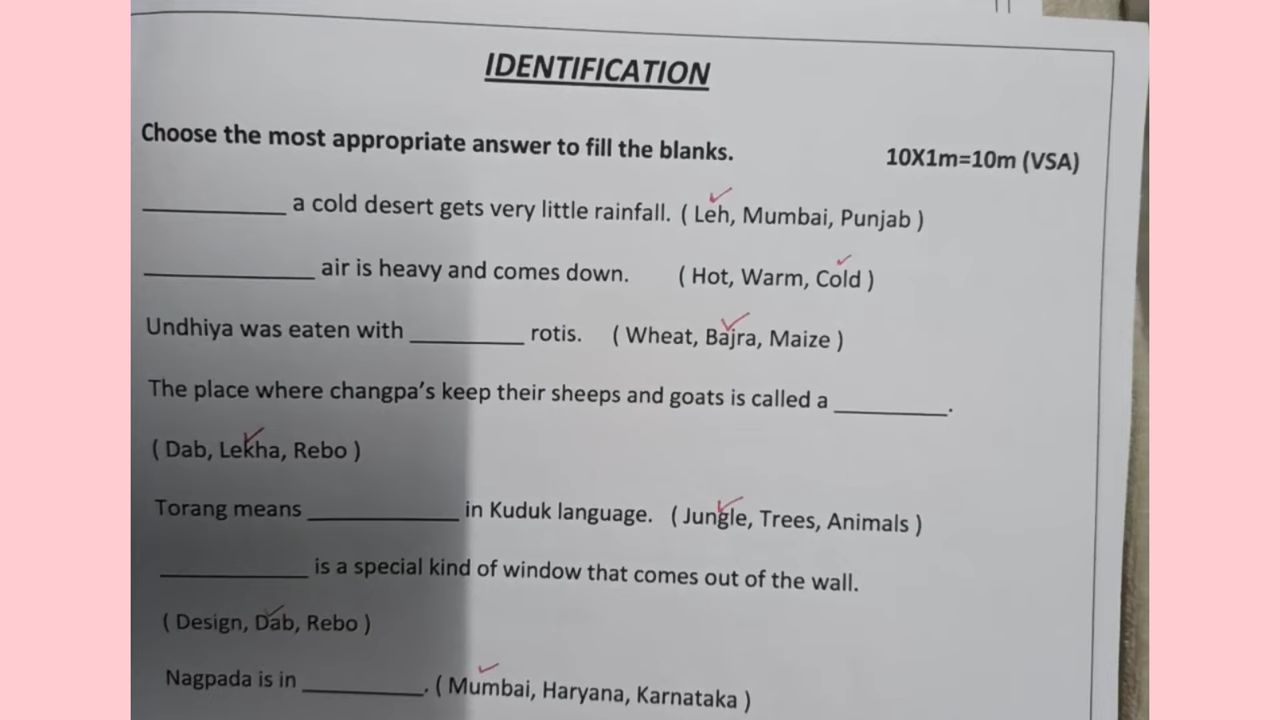 IDENTIFICATION
Choose the most appropriate answer to fill the blanks. 10X1m=10m (VSA)
__________ a cold desert gets very little rainfall. ( Leh, Mumbai, Punjab )
__________ air is heavy and comes down. ( Hot, Warm, Cold )
Undhiya was eaten with __________ rotis. ( Wheat, Bajra, Maize )
The place where changpa's keep their sheeps and goats is called a __________.
( Dab, Lekha, Rebo )
Torang means __________ in Kuduk language. ( Jungle, Trees, Animals )
__________ is a special kind of window that comes out of the wall.
( Design, Dab, Rebo )
Nagpada is in __________. ( Mumbai, Haryana, Karnataka )